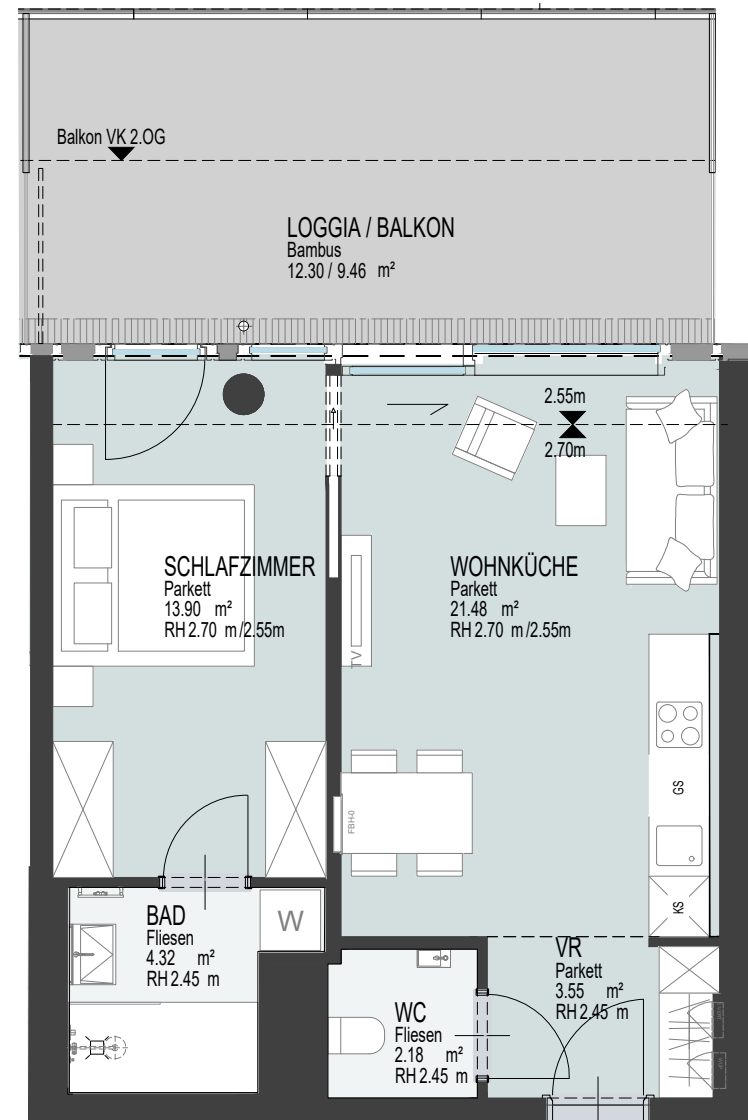 Balkon VK 2.OG
LOGGIA / BALKON
Bambus
12.30 / 9.46 m²
2.55m
2.70m
SCHLAFZIMMER
Parkett
13.90 m²
RH 2.70 m/2.55m
WOHNKÜCHE
Parkett
21.48 m²
RH 2.70 m/2.55m
TV
GS
FBH-0
KS
BAD
Fliesen
4.32 m²
RH 2.45 m
W
VR
Parkett
3.55 m²
RH 2.45 m
WC
Fliesen
2.18 m²
RH 2.45 m